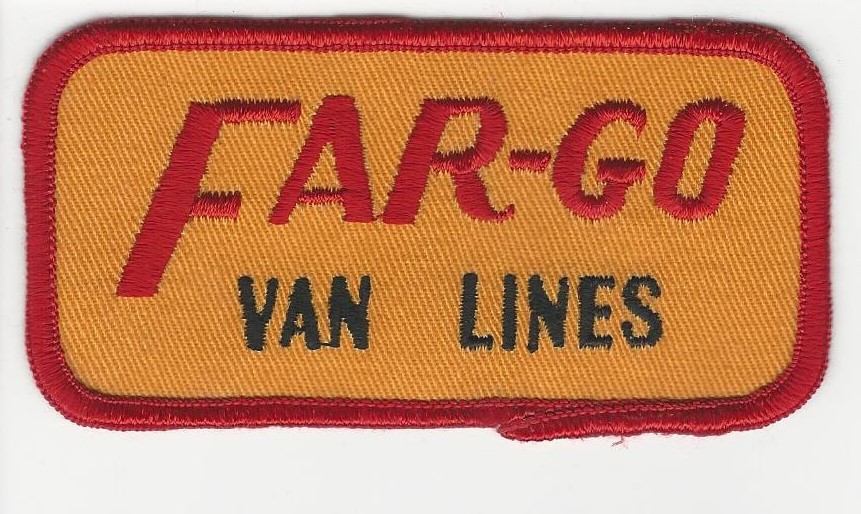 FAR-GO
VAN LINES